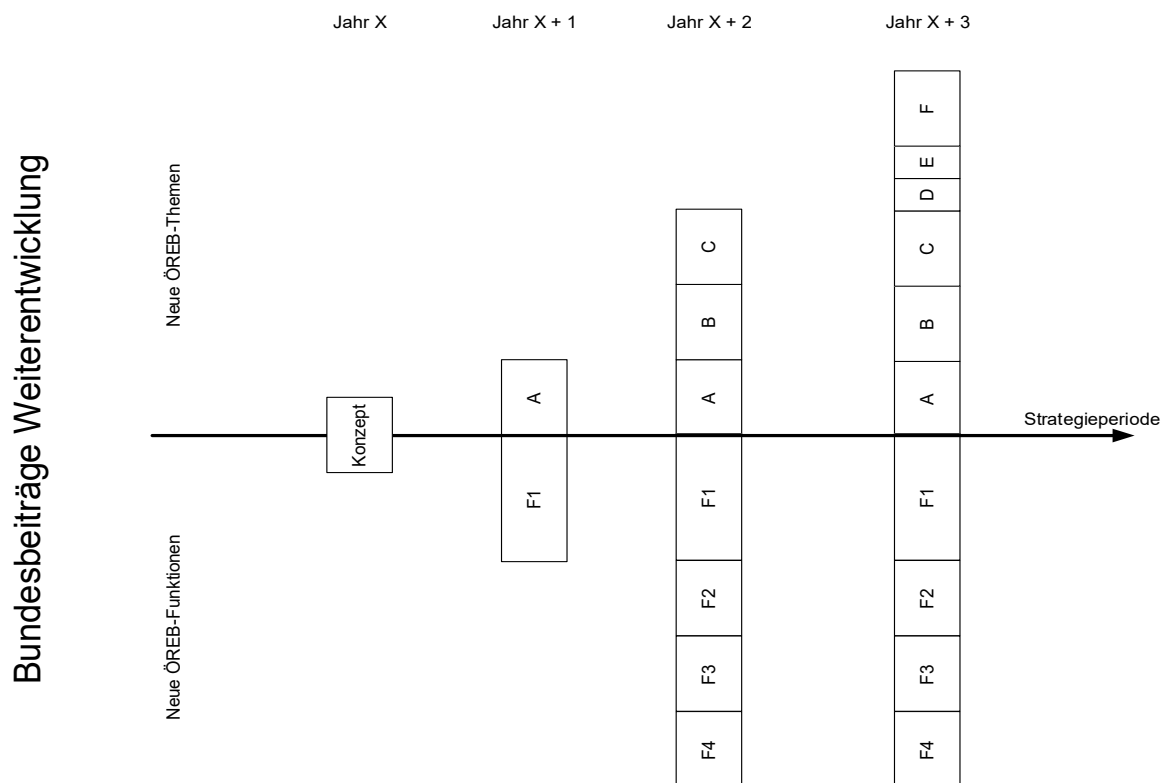 Jahr X
Jahr X + 1
Jahr X + 2
Jahr X + 3
Bundesbeiträge Weiterentwicklung
Neue ÖREB-Themen
Neue ÖREB-Funktionen
Konzept
A
F1
C
B
A
F1
F2
F3
F4
F
E
D
C
B
A
F1
F2
F3
F4
Strategieperiode